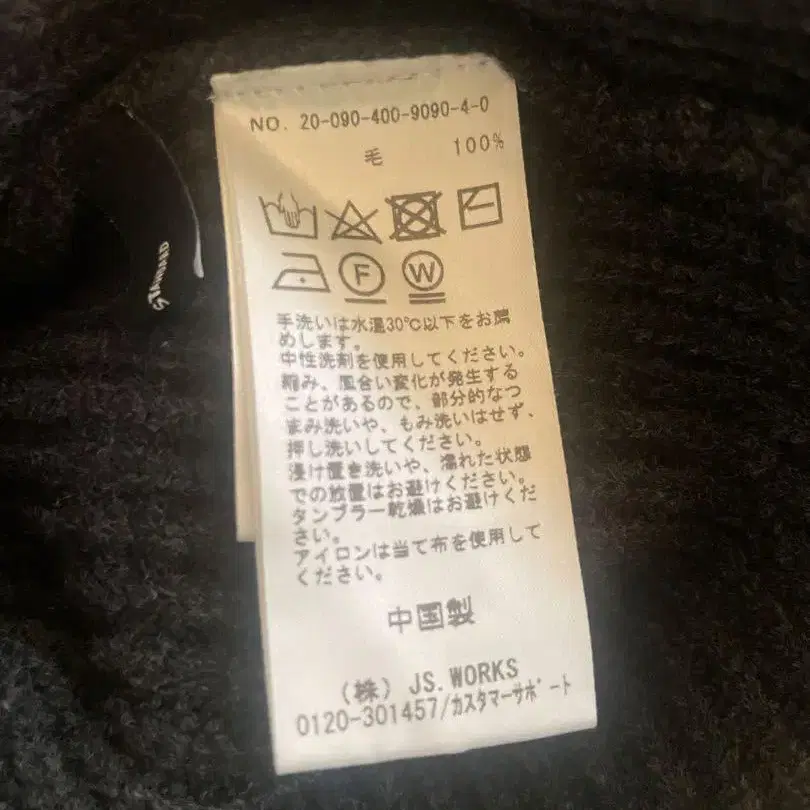 NO. 20-090-400-9090-4-0
毛 100%
F W
手洗いは水温30℃以下をお薦
めします。
中性洗剤を使用してください。
縮み、風合い変化が発生する
ことがあるので、部分的なつ
まみ洗いや、もみ洗いはせず、
押し洗いしてください。
浸け置き洗いや、濡れた状態
での放置はお避けください。
タンブラー乾燥はお避けくだ
さい。
アイロンは当て布を使用して
ください。
中国製
(株) JS.WORKS
0120-301457/カスタマーサポート
STANDARD